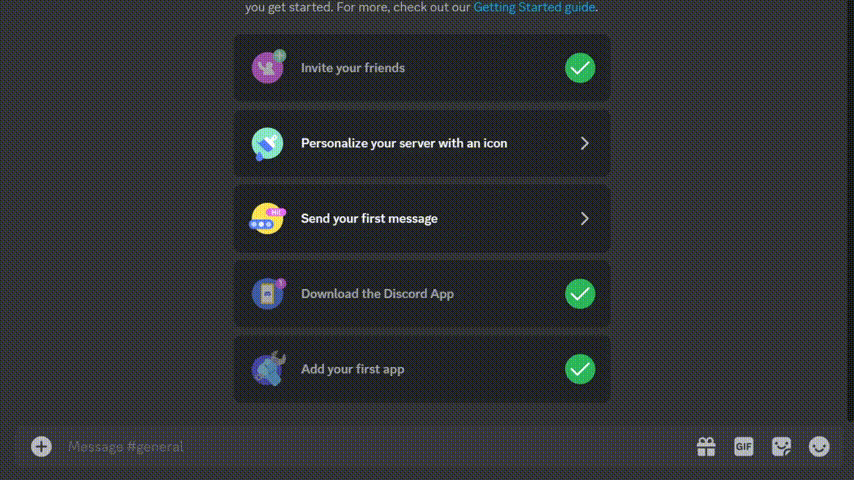 you get started. For more, check out our Getting Started guide.
Invite your friends
Personalize your server with an icon
Hi!
Send your first message
Download the Discord App
Add your first app
Message #general
GIF